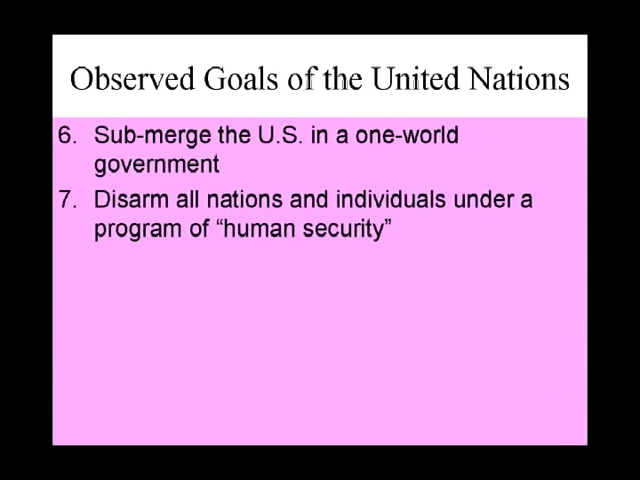 Observed Goals of the United Nations
6. Sub-merge the U.S. in a one-world
government
7. Disarm all nations and individuals under a
program of “human security”